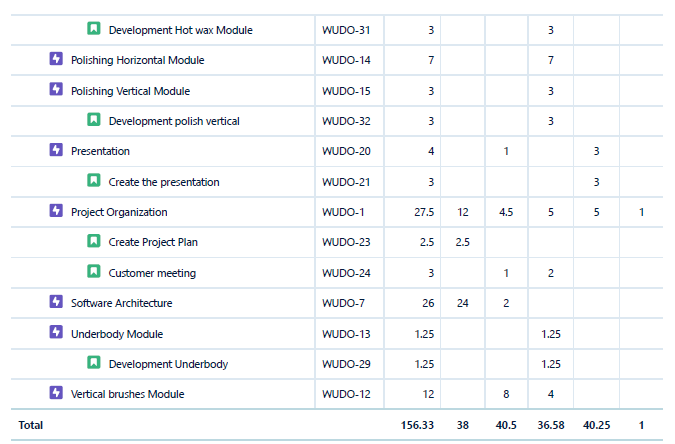 Development Hot wax Module WUDO-31 3 3
Polishing Horizontal Module WUDO-14 7 7
Polishing Vertical Module WUDO-15 3 3
Development polish vertical WUDO-32 3 3
Presentation WUDO-20 4 1 3
Create the presentation WUDO-21 3 3
Project Organization WUDO-1 27.5 12 4.5 5 5 1
Create Project Plan WUDO-23 2.5 2.5
Customer meeting WUDO-24 3 1 2
Software Architecture WUDO-7 26 24 2
Underbody Module WUDO-13 1.25 1.25
Development Underbody WUDO-29 1.25 1.25
Vertical brushes Module WUDO-12 12 8 4
Total 156.33 38 40.5 36.58 40.25 1